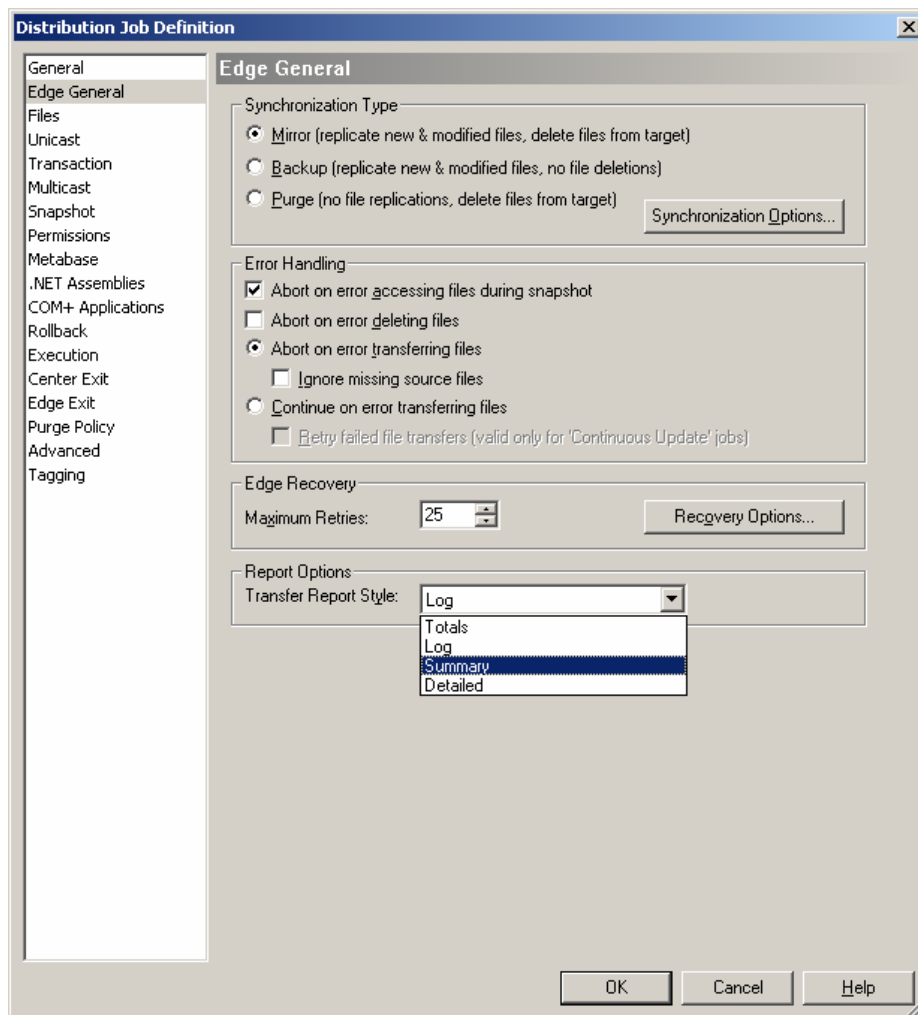 Distribution Job Definition
General
Edge General
Files
Unicast
Transaction
Multicast
Snapshot
Permissions
Metabase
.NET Assemblies
COM+ Applications
Rollback
Execution
Center Exit
Edge Exit
Purge Policy
Advanced
Tagging
Edge General
Synchronization Type
Mirror (replicate new & modified files, delete files from target)
Backup (replicate new & modified files, no file deletions)
Purge (no file replications, delete files from target)
Synchronization Options...
Error Handling
Abort on error accessing files during snapshot
Abort on error deleting files
Abort on error transferring files
Ignore missing source files
Continue on error transferring files
Retry failed file transfers (valid only for 'Continuous Update' jobs)
Edge Recovery
Maximum Retries: 25 Recovery Options...
Report Options
Transfer Report Style: Log
Totals
Log
Summary
Detailed
OK Cancel Help